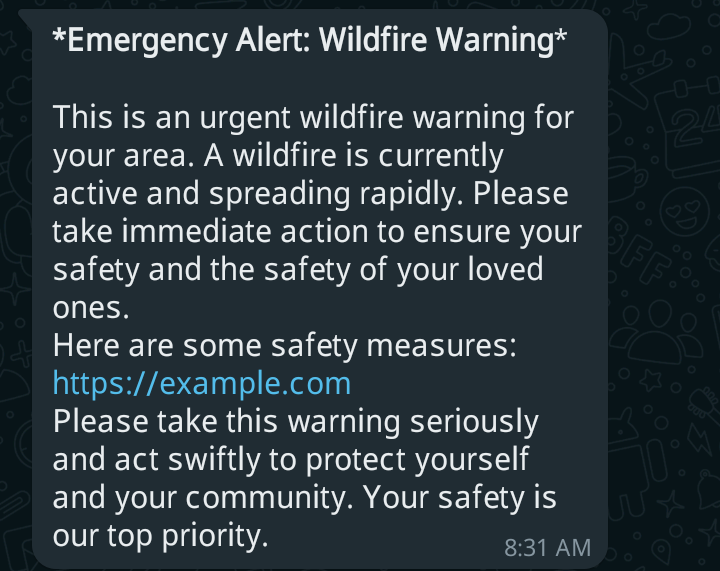 *Emergency Alert: Wildfire Warning*
This is an urgent wildfire warning for
your area. A wildfire is currently
active and spreading rapidly. Please
take immediate action to ensure your
safety and the safety of your loved
ones.
Here are some safety measures:
https://example.com
Please take this warning seriously
and act swiftly to protect yourself
and your community. Your safety is
our top priority.
8:31 AM